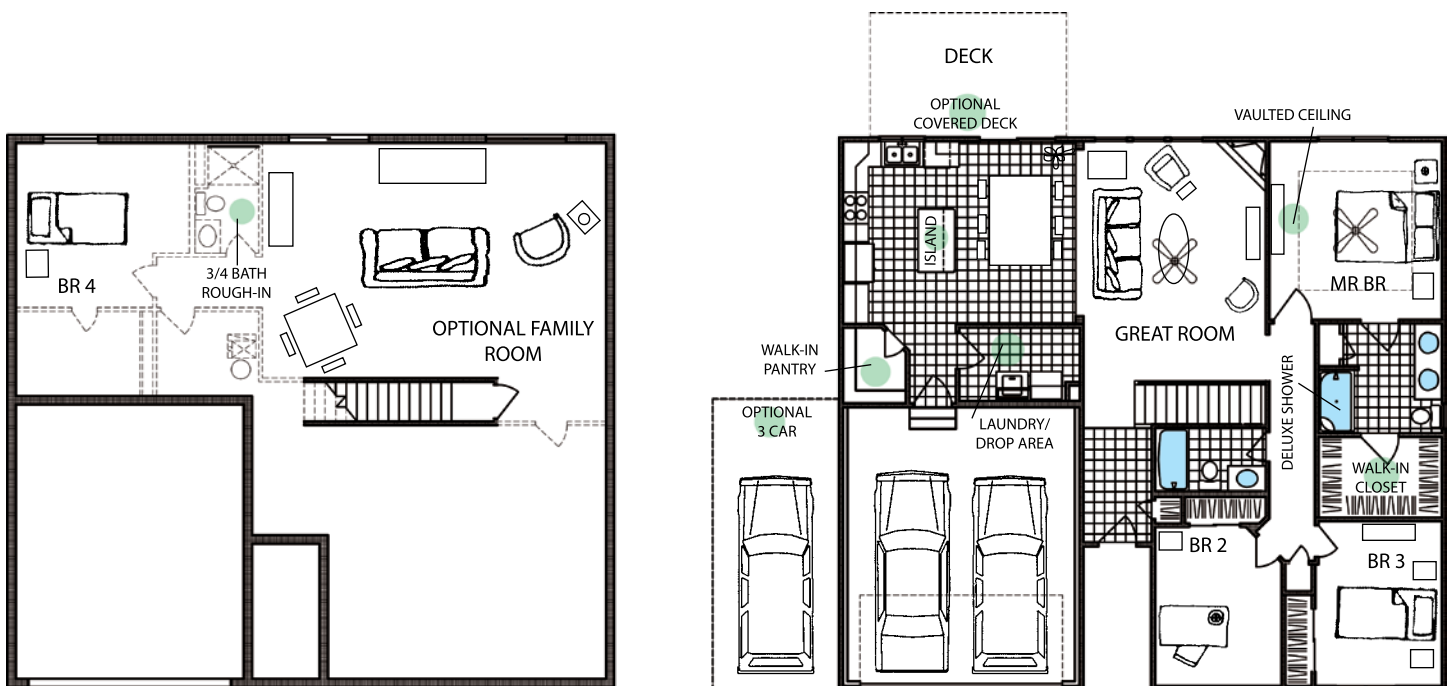 BR 4
3/4 BATH
ROUGH-IN
OPTIONAL FAMILY
ROOM
DECK
OPTIONAL
COVERED DECK
VAULTED CEILING
ISLAND
MR BR
GREAT ROOM
WALK-IN
PANTRY
OPTIONAL
3 CAR
LAUNDRY/
DROP AREA
DELUXE SHOWER
WALK-IN
CLOSET
BR 2
BR 3